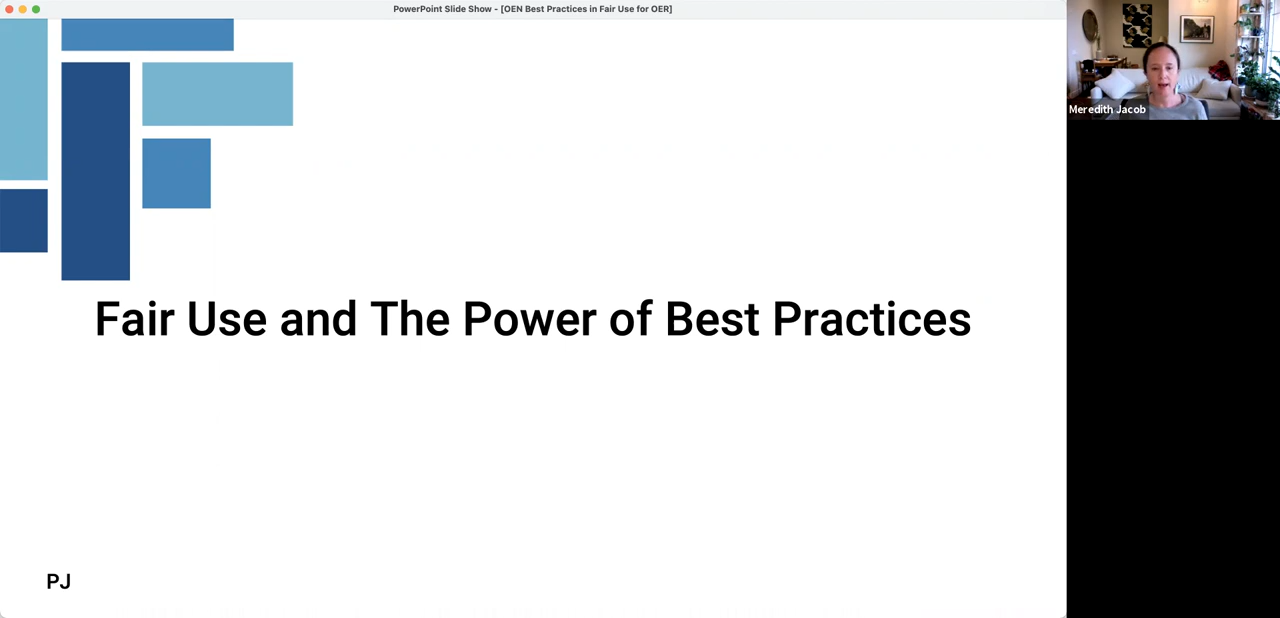 PowerPoint Slide Show - [OEN Best Practices in Fair Use for OER]
Meredith Jacob
Fair Use and The Power of Best Practices
PJ